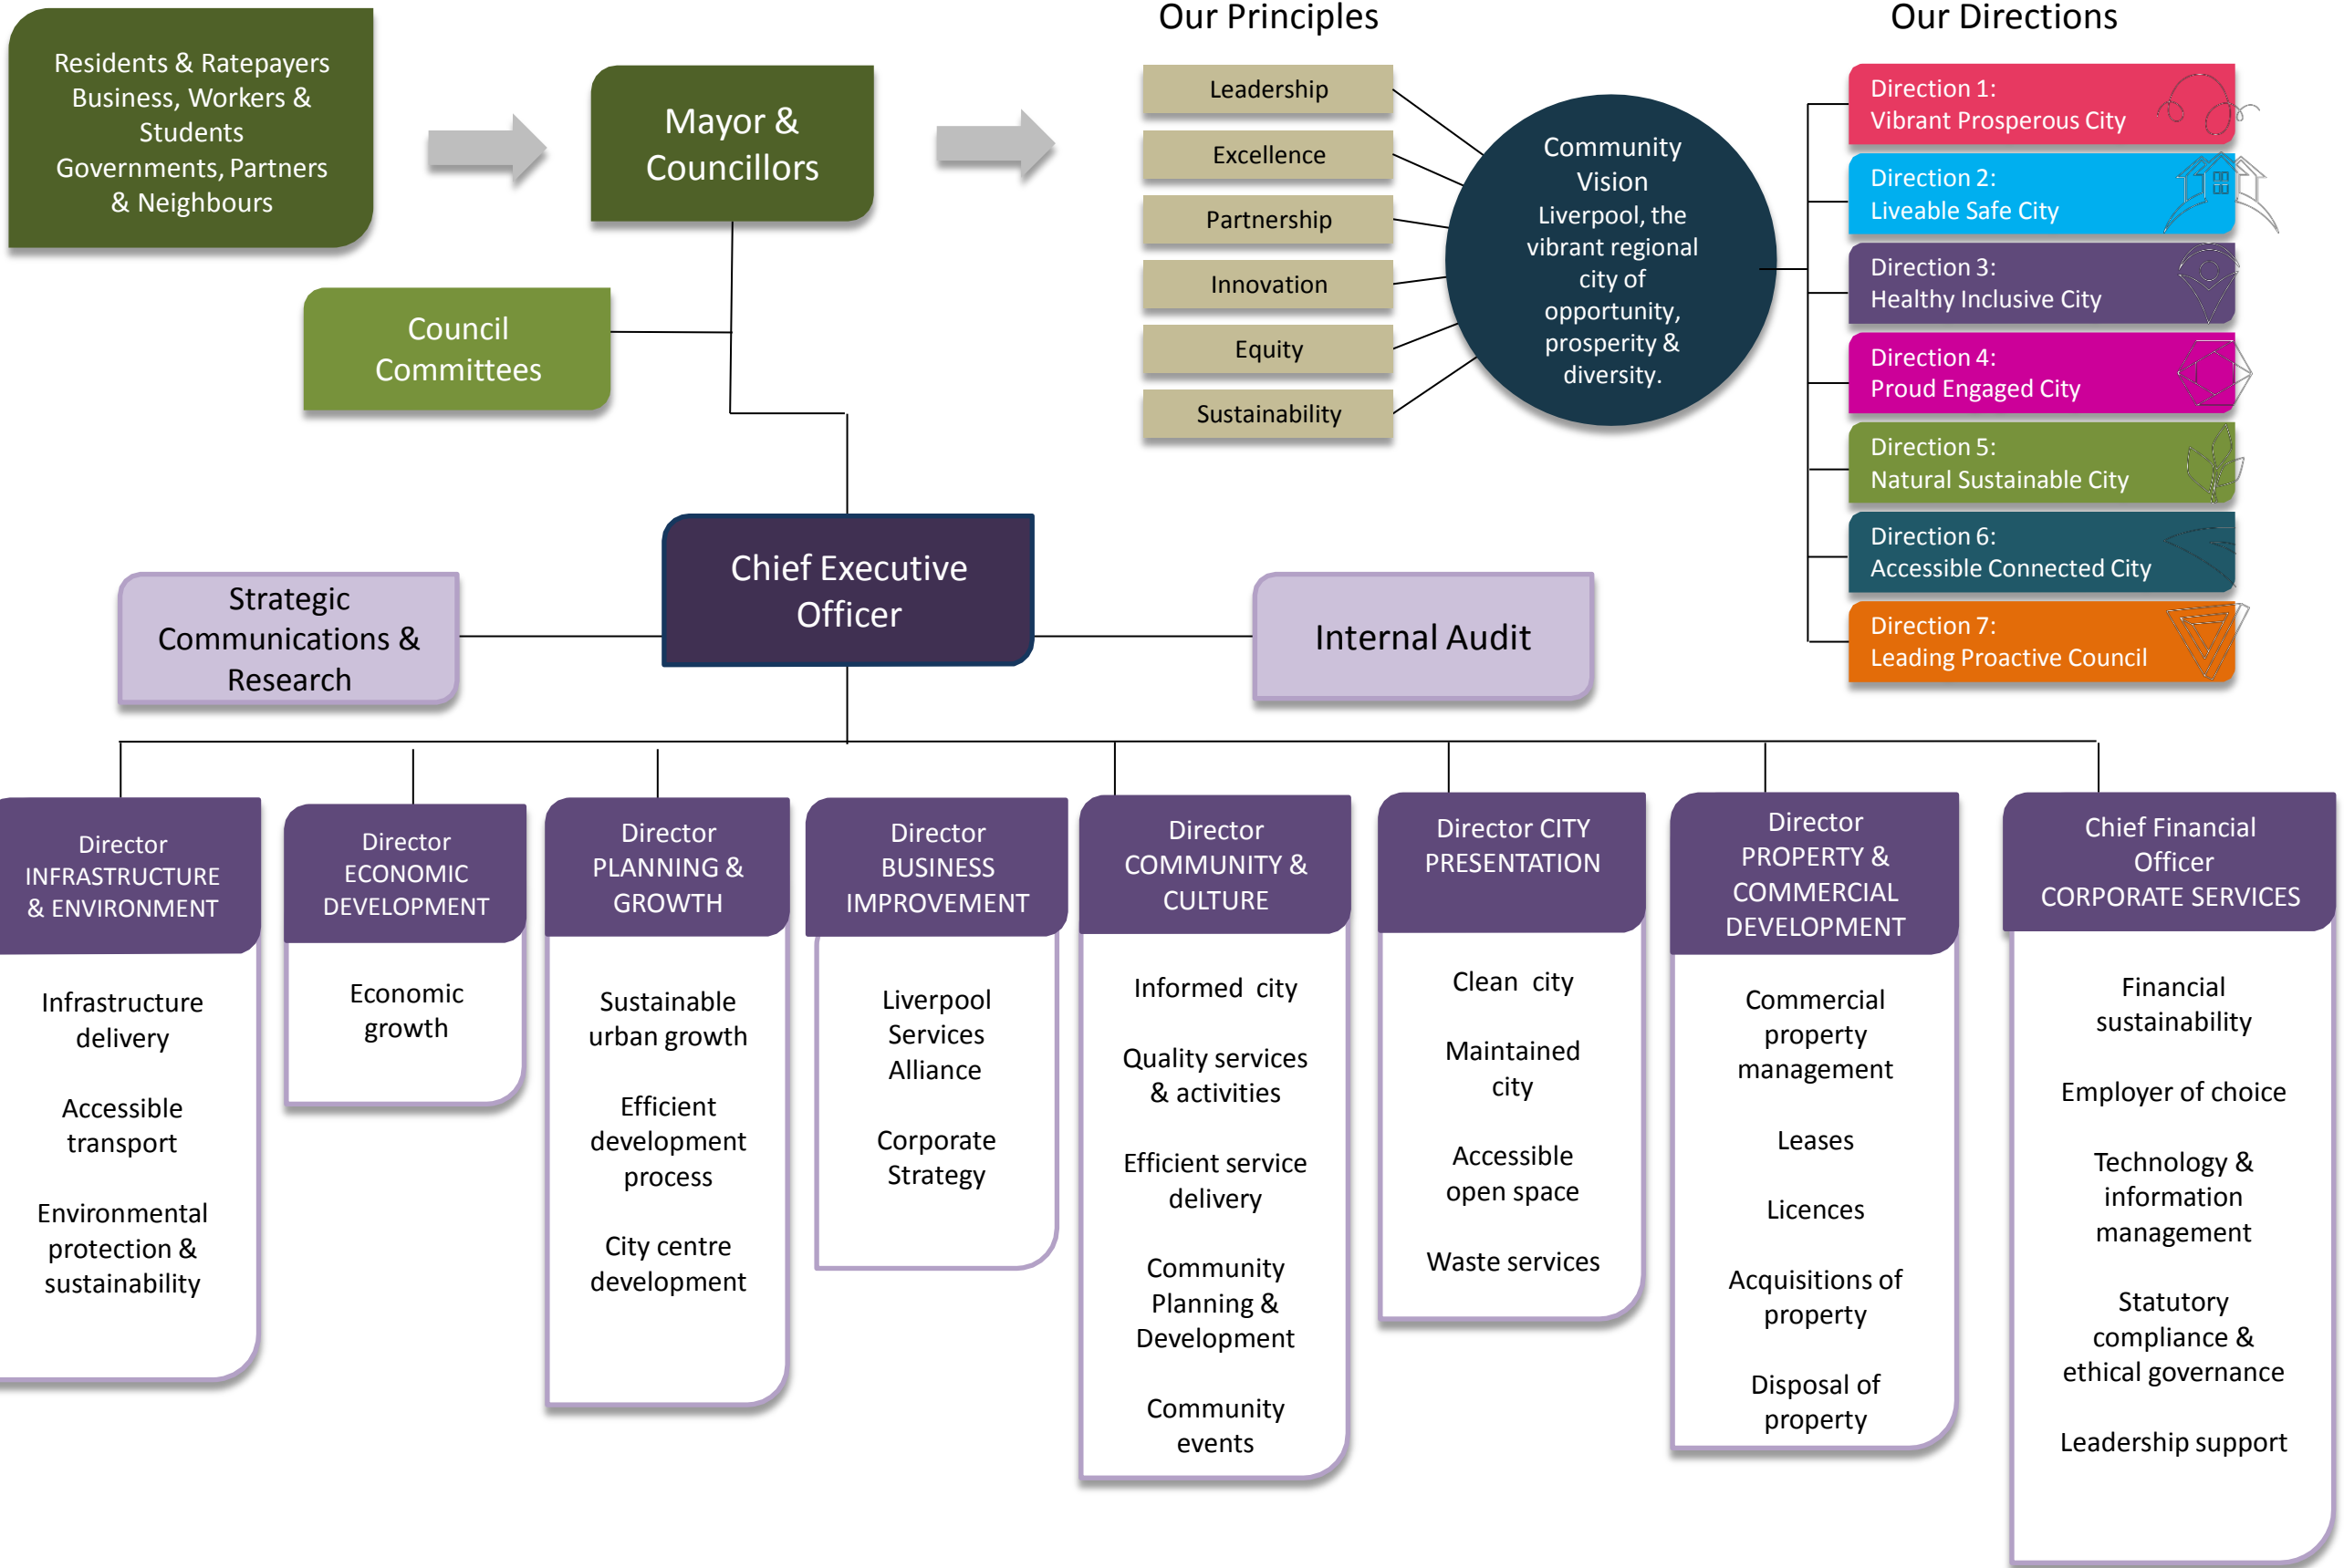 Residents & Ratepayers
Business, Workers &
Students
Governments, Partners
& Neighbours
Mayor &
Councillors
Council
Committees
Our Principles
Leadership
Excellence
Partnership
Innovation
Equity
Sustainability
Community
Vision
Liverpool, the
vibrant regional
city of
opportunity,
prosperity &
diversity.
Our Directions
Direction 1:
Vibrant Prosperous City
Direction 2:
Liveable Safe City
Direction 3:
Healthy Inclusive City
Direction 4:
Proud Engaged City
Direction 5:
Natural Sustainable City
Direction 6:
Accessible Connected City
Direction 7:
Leading Proactive Council
Chief Executive
Officer
Strategic
Communications &
Research
Internal Audit
Director
INFRASTRUCTURE
& ENVIRONMENT
Infrastructure
delivery
Accessible
transport
Environmental
protection &
sustainability
Director
ECONOMIC
DEVELOPMENT
Economic
growth
Director
PLANNING &
GROWTH
Sustainable
urban growth
Efficient
development
process
City centre
development
Director
BUSINESS
IMPROVEMENT
Liverpool
Services
Alliance
Corporate
Strategy
Director
COMMUNITY &
CULTURE
Informed city
Quality services
& activities
Efficient service
delivery
Community
Planning &
Development
Community
events
Director CITY
PRESENTATION
Clean city
Maintained
city
Accessible
open space
Waste services
Director
PROPERTY &
COMMERCIAL
DEVELOPMENT
Commercial
property
management
Leases
Licences
Acquisitions of
property
Disposal of
property
Chief Financial
Officer
CORPORATE SERVICES
Financial
sustainability
Employer of choice
Technology &
information
management
Statutory
compliance &
ethical governance
Leadership support